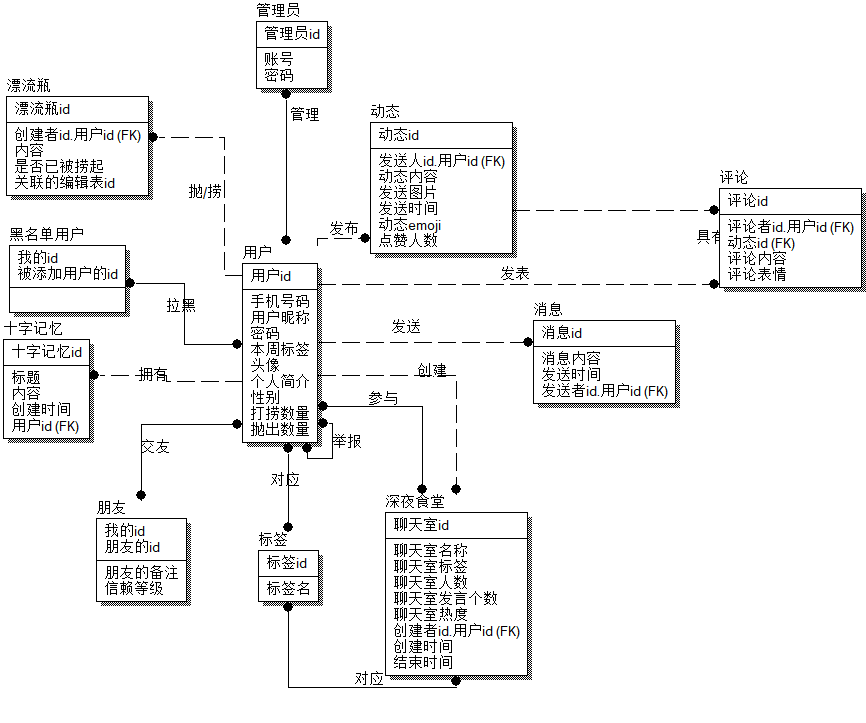 管理员
管理员id
账号
密码
管理
漂流瓶
漂流瓶id
创建者id.用户id (FK)
内容
是否已被捞起
关联的编辑表id
抛/捞
动态
动态id
发送人id.用户id (FK)
动态内容
发送图片
发送时间
动态emoji
点赞人数
发布
评论
评论id
评论者id.用户id (FK)
动态id (FK)
评论内容
评论表情
具有
发表
黑名单用户
我的id
被添加用户的id
拉黑
用户
用户id
手机号码
用户昵称
密码
本周标签
头像
个人简介
性别
打捞数量
抛出数量
消息
消息id
消息内容
发送时间
发送者id.用户id (FK)
发送
十字记忆
十字记忆id
标题
内容
创建时间
用户id (FK)
拥有
创建
参与
举报
交友
对应
朋友
我的id
朋友的id
朋友的备注
信赖等级
标签
标签id
标签名
深夜食堂
聊天室id
聊天室名称
聊天室标签
聊天室人数
聊天室发言个数
聊天室热度
创建者id.用户id (FK)
创建时间
结束时间
对应